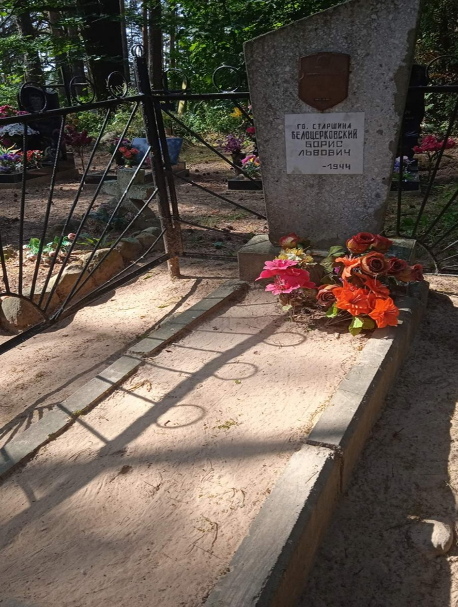 ГВ. СТАРШИНА
БЕЛОЦЕРКОВСКИЙ
БОРИС
ЛЬВОВИЧ
-1944